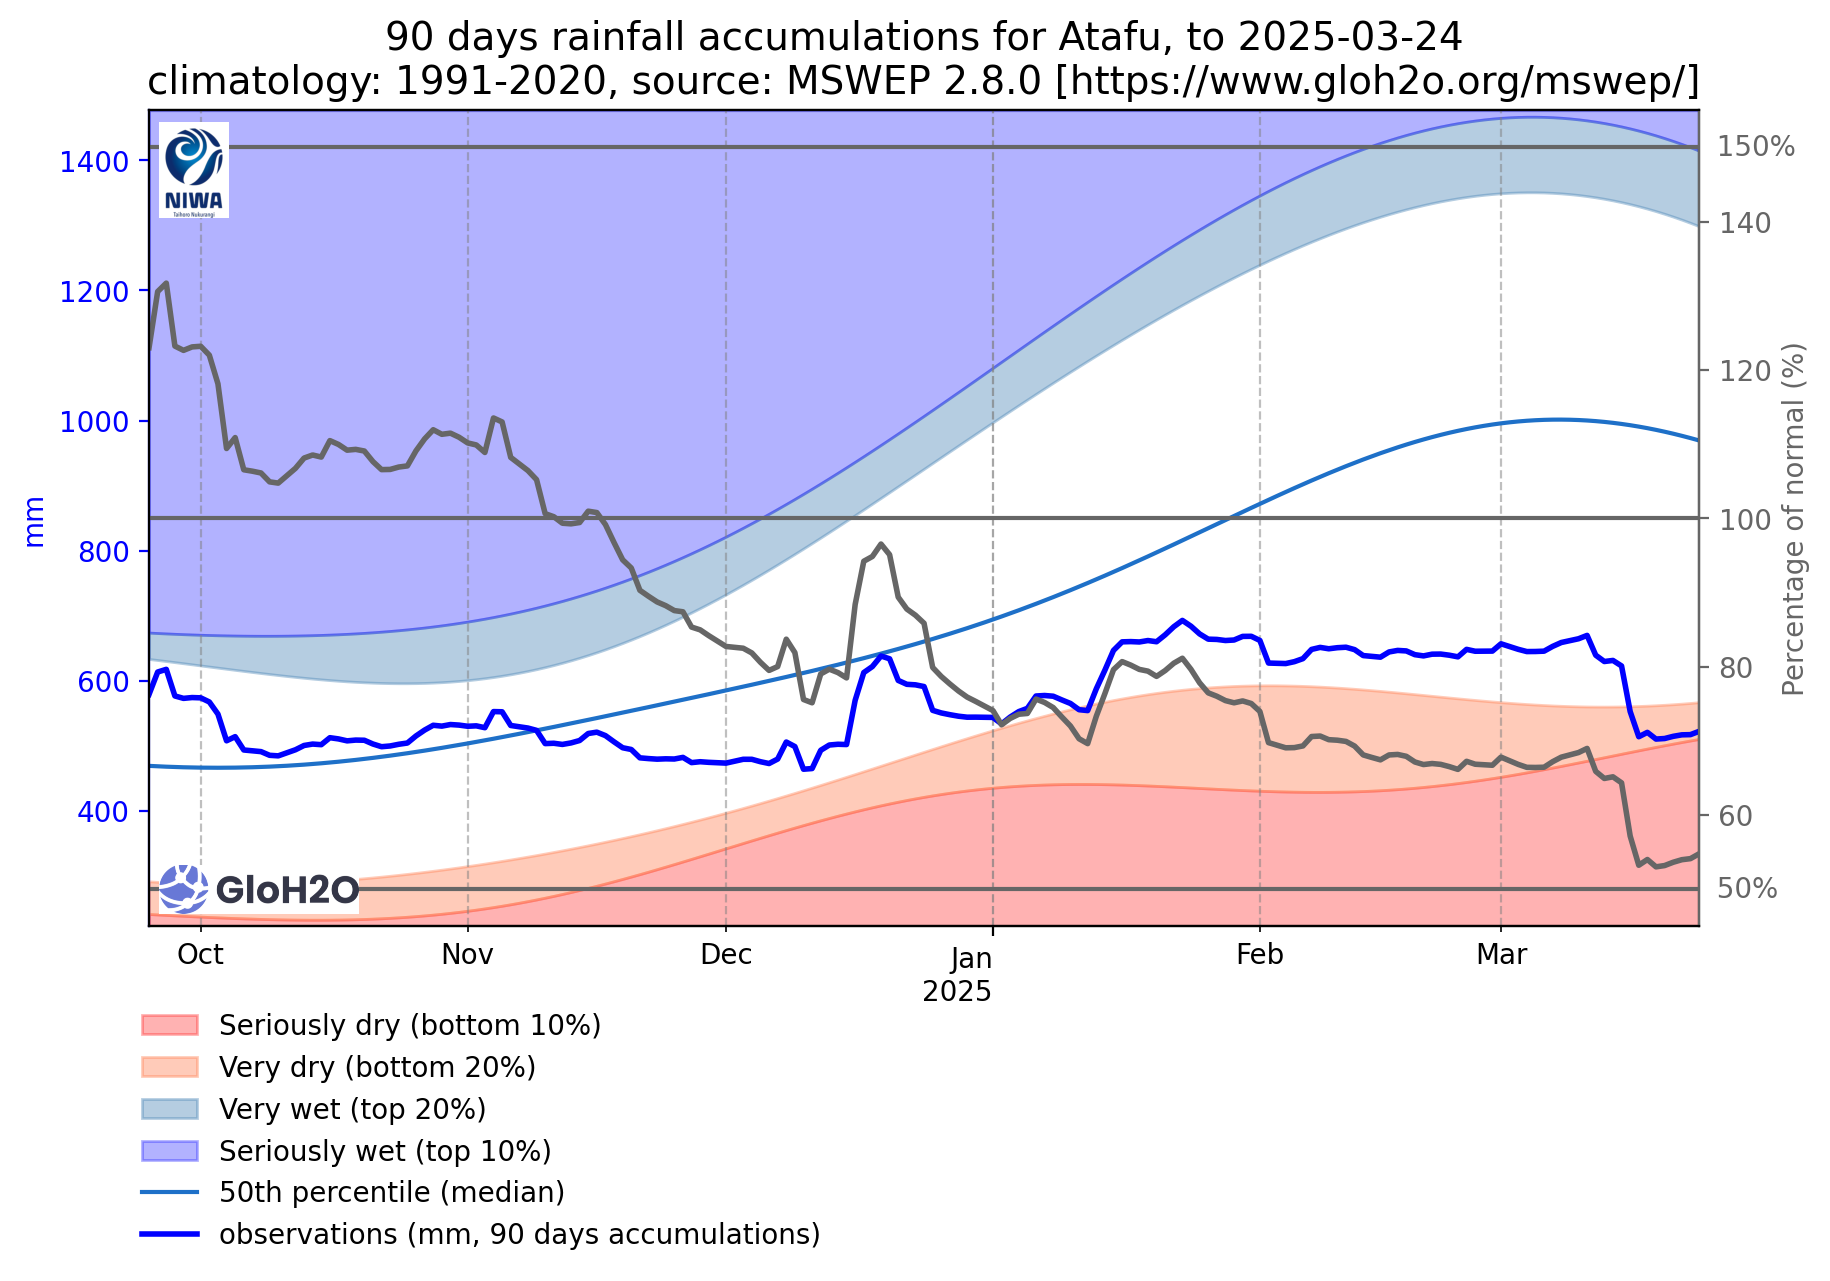 90 days rainfall accumulations for Atafu, to 2025-03-24
climatology: 1991-2020, source: MSWEP 2.8.0 [https://www.gloh2o.org/mswep/]
NIWA
Taihoro Nukurangi
GloH2O
mm
1400
1200
1000
800
600
400
150%
140
120
100
80
60
50%
Percentage of normal (%)
Oct
Nov
Dec
Jan
2025
Feb
Mar
Seriously dry (bottom 10%)
Very dry (bottom 20%)
Very wet (top 20%)
Seriously wet (top 10%)
50th percentile (median)
observations (mm, 90 days accumulations)